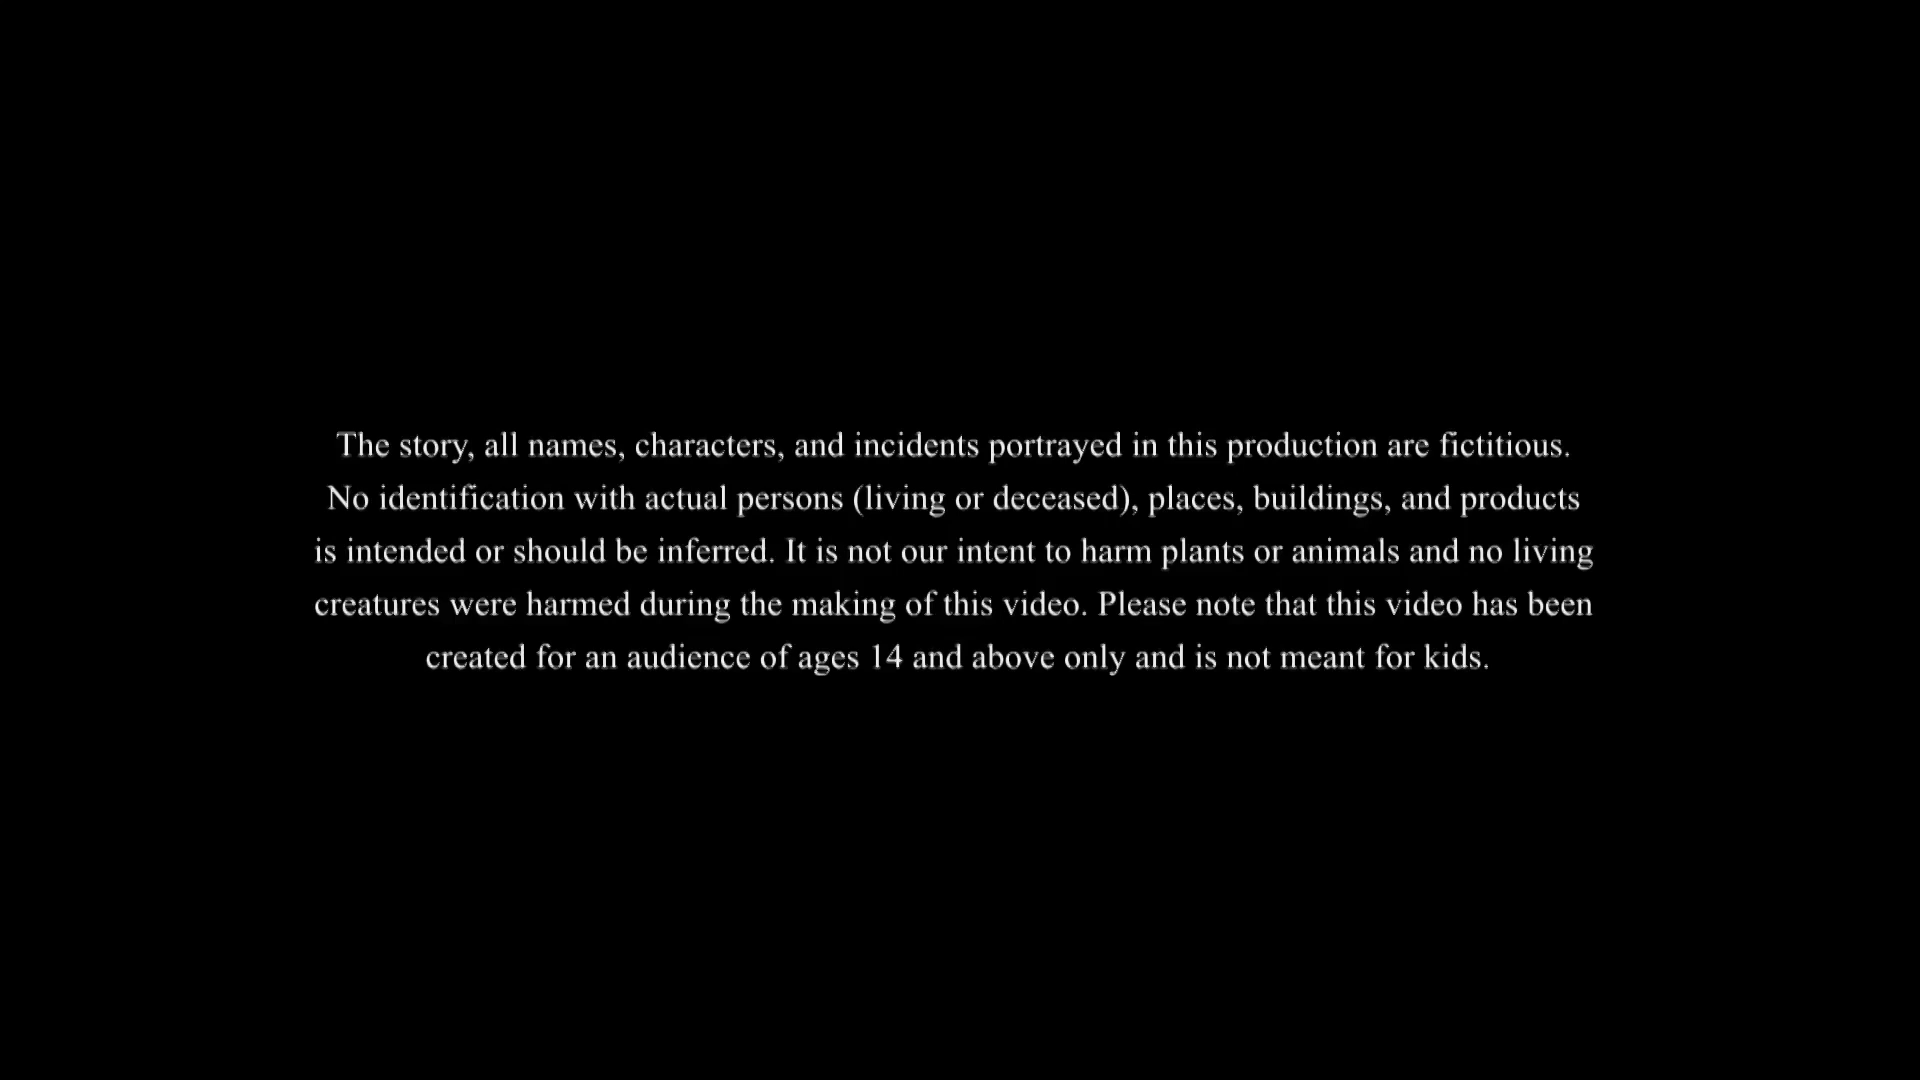 The story, all names, characters, and incidents portrayed in this production are fictitious.
No identification with actual persons (living or deceased), places, buildings, and products
is intended or should be inferred. It is not our intent to harm plants or animals and no living
creatures were harmed during the making of this video. Please note that this video has been
created for an audience of ages 14 and above only and is not meant for kids.